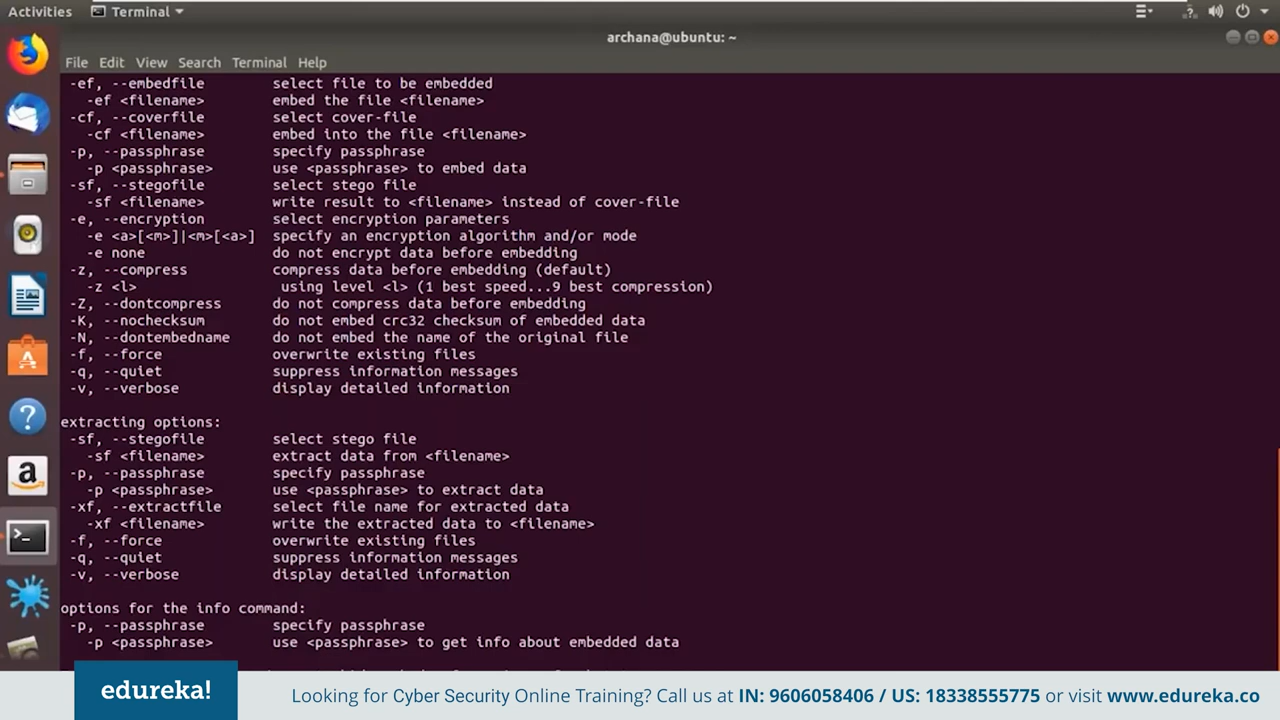 Activities
Terminal
archana@ubuntu: ~
File Edit View Search Terminal Help
-ef, --embedfile select file to be embedded
-ef <filename> embed the file <filename>
-cf, --coverfile select cover-file
-cf <filename> embed into the file <filename>
-p, --passphrase specify passphrase
-p <passphrase> use <passphrase> to embed data
-sf, --stegofile select stego file
-sf <filename> write result to <filename> instead of cover-file
-e, --encryption select encryption parameters
-e <a>[<m>]|<m>[<a>] specify an encryption algorithm and/or mode
-e none do not encrypt data before embedding
-z, --compress compress data before embedding (default)
-z <l> using level <l> (1 best speed...9 best compression)
-Z, --dontcompress do not compress data before embedding
-K, --nochecksum do not embed crc32 checksum of embedded data
-N, --dontembedname do not embed the name of the original file
-f, --force overwrite existing files
-q, --quiet suppress information messages
-v, --verbose display detailed information
extracting options:
-sf, --stegofile select stego file
-sf <filename> extract data from <filename>
-p, --passphrase specify passphrase
-p <passphrase> use <passphrase> to extract data
-xf, --extractfile select file name for extracted data
-xf <filename> write the extracted data to <filename>
-f, --force overwrite existing files
-q, --quiet suppress information messages
-v, --verbose display detailed information
options for the info command:
-p, --passphrase specify passphrase
-p <passphrase> use <passphrase> to get info about embedded data
edureka!
Looking for Cyber Security Online Training? Call us at IN: 9606058406 / US: 18338555775 or visit www.edureka.co